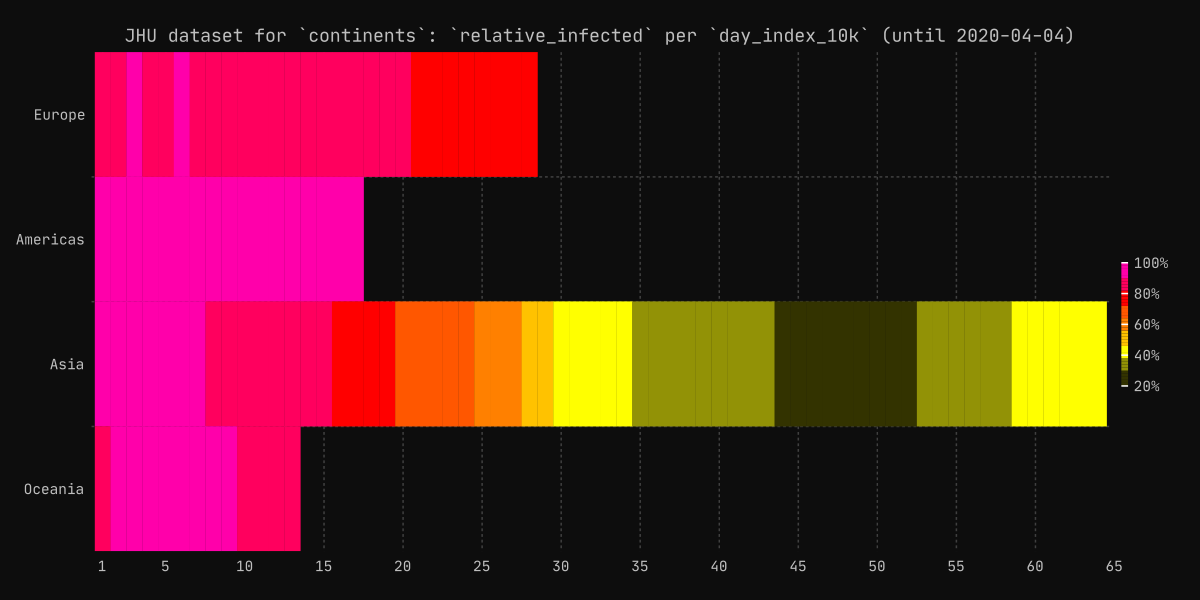 JHU dataset for `continents`: `relative_infected` per `day_index_10k` (until 2020-04-04)
Europe
Americas
100%
80%
60%
40%
20%
Asia
Oceania
1 5 10 15 20 25 30 35 40 45 50 55 60 65